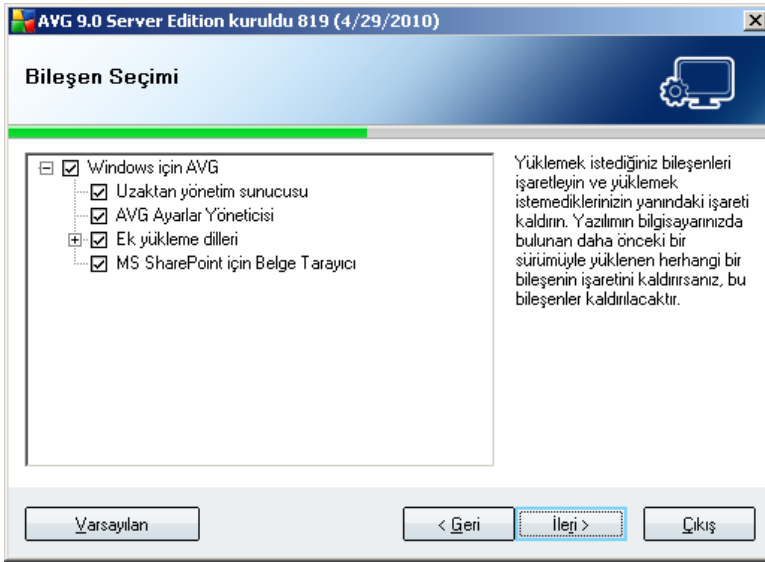 AVG 9.0 Server Edition kuruldu 819 (4/29/2010)
Bileşen Seçimi
Windows için AVG
Uzaktan yönetim sunucusu
AVG Ayarlar Yöneticisi
Ek yükleme dilleri
MS SharePoint için Belge Tarayıcı
Yüklemek istediğiniz bileşenleri
işaretleyin ve yüklemek
istemediklerinizin yanındaki işareti
kaldırın. Yazılımın bilgisayarınızda
bulunan daha önceki bir
sürümüyle yüklenen herhangi bir
bileşenin işaretini kaldırırsanız, bu
bileşenler kaldırılacaktır.
Varsayılan
< Geri
İleri >
Çıkış